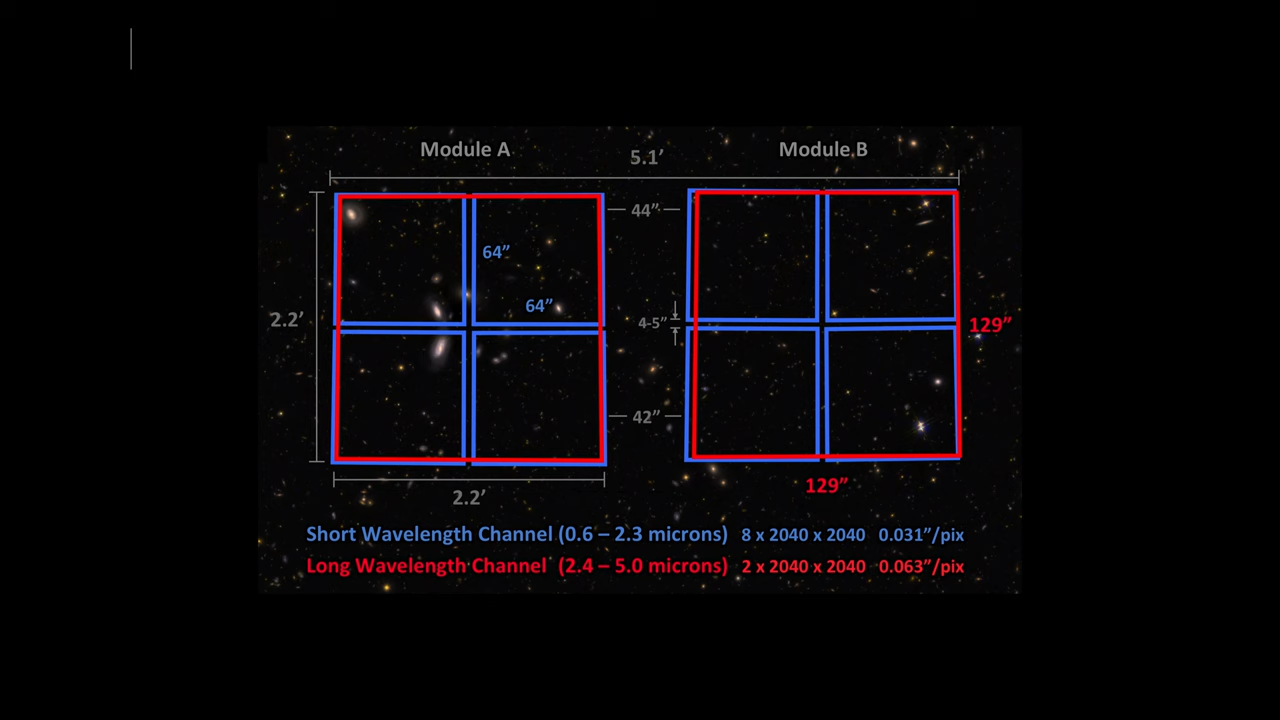 Module A
Module B
5.1’
44”
64”
64”
2.2’
4-5”
129”
42”
129”
2.2’
Short Wavelength Channel (0.6 – 2.3 microns) 8 x 2040 x 2040 0.031”/pix
Long Wavelength Channel (2.4 – 5.0 microns) 2 x 2040 x 2040 0.063”/pix